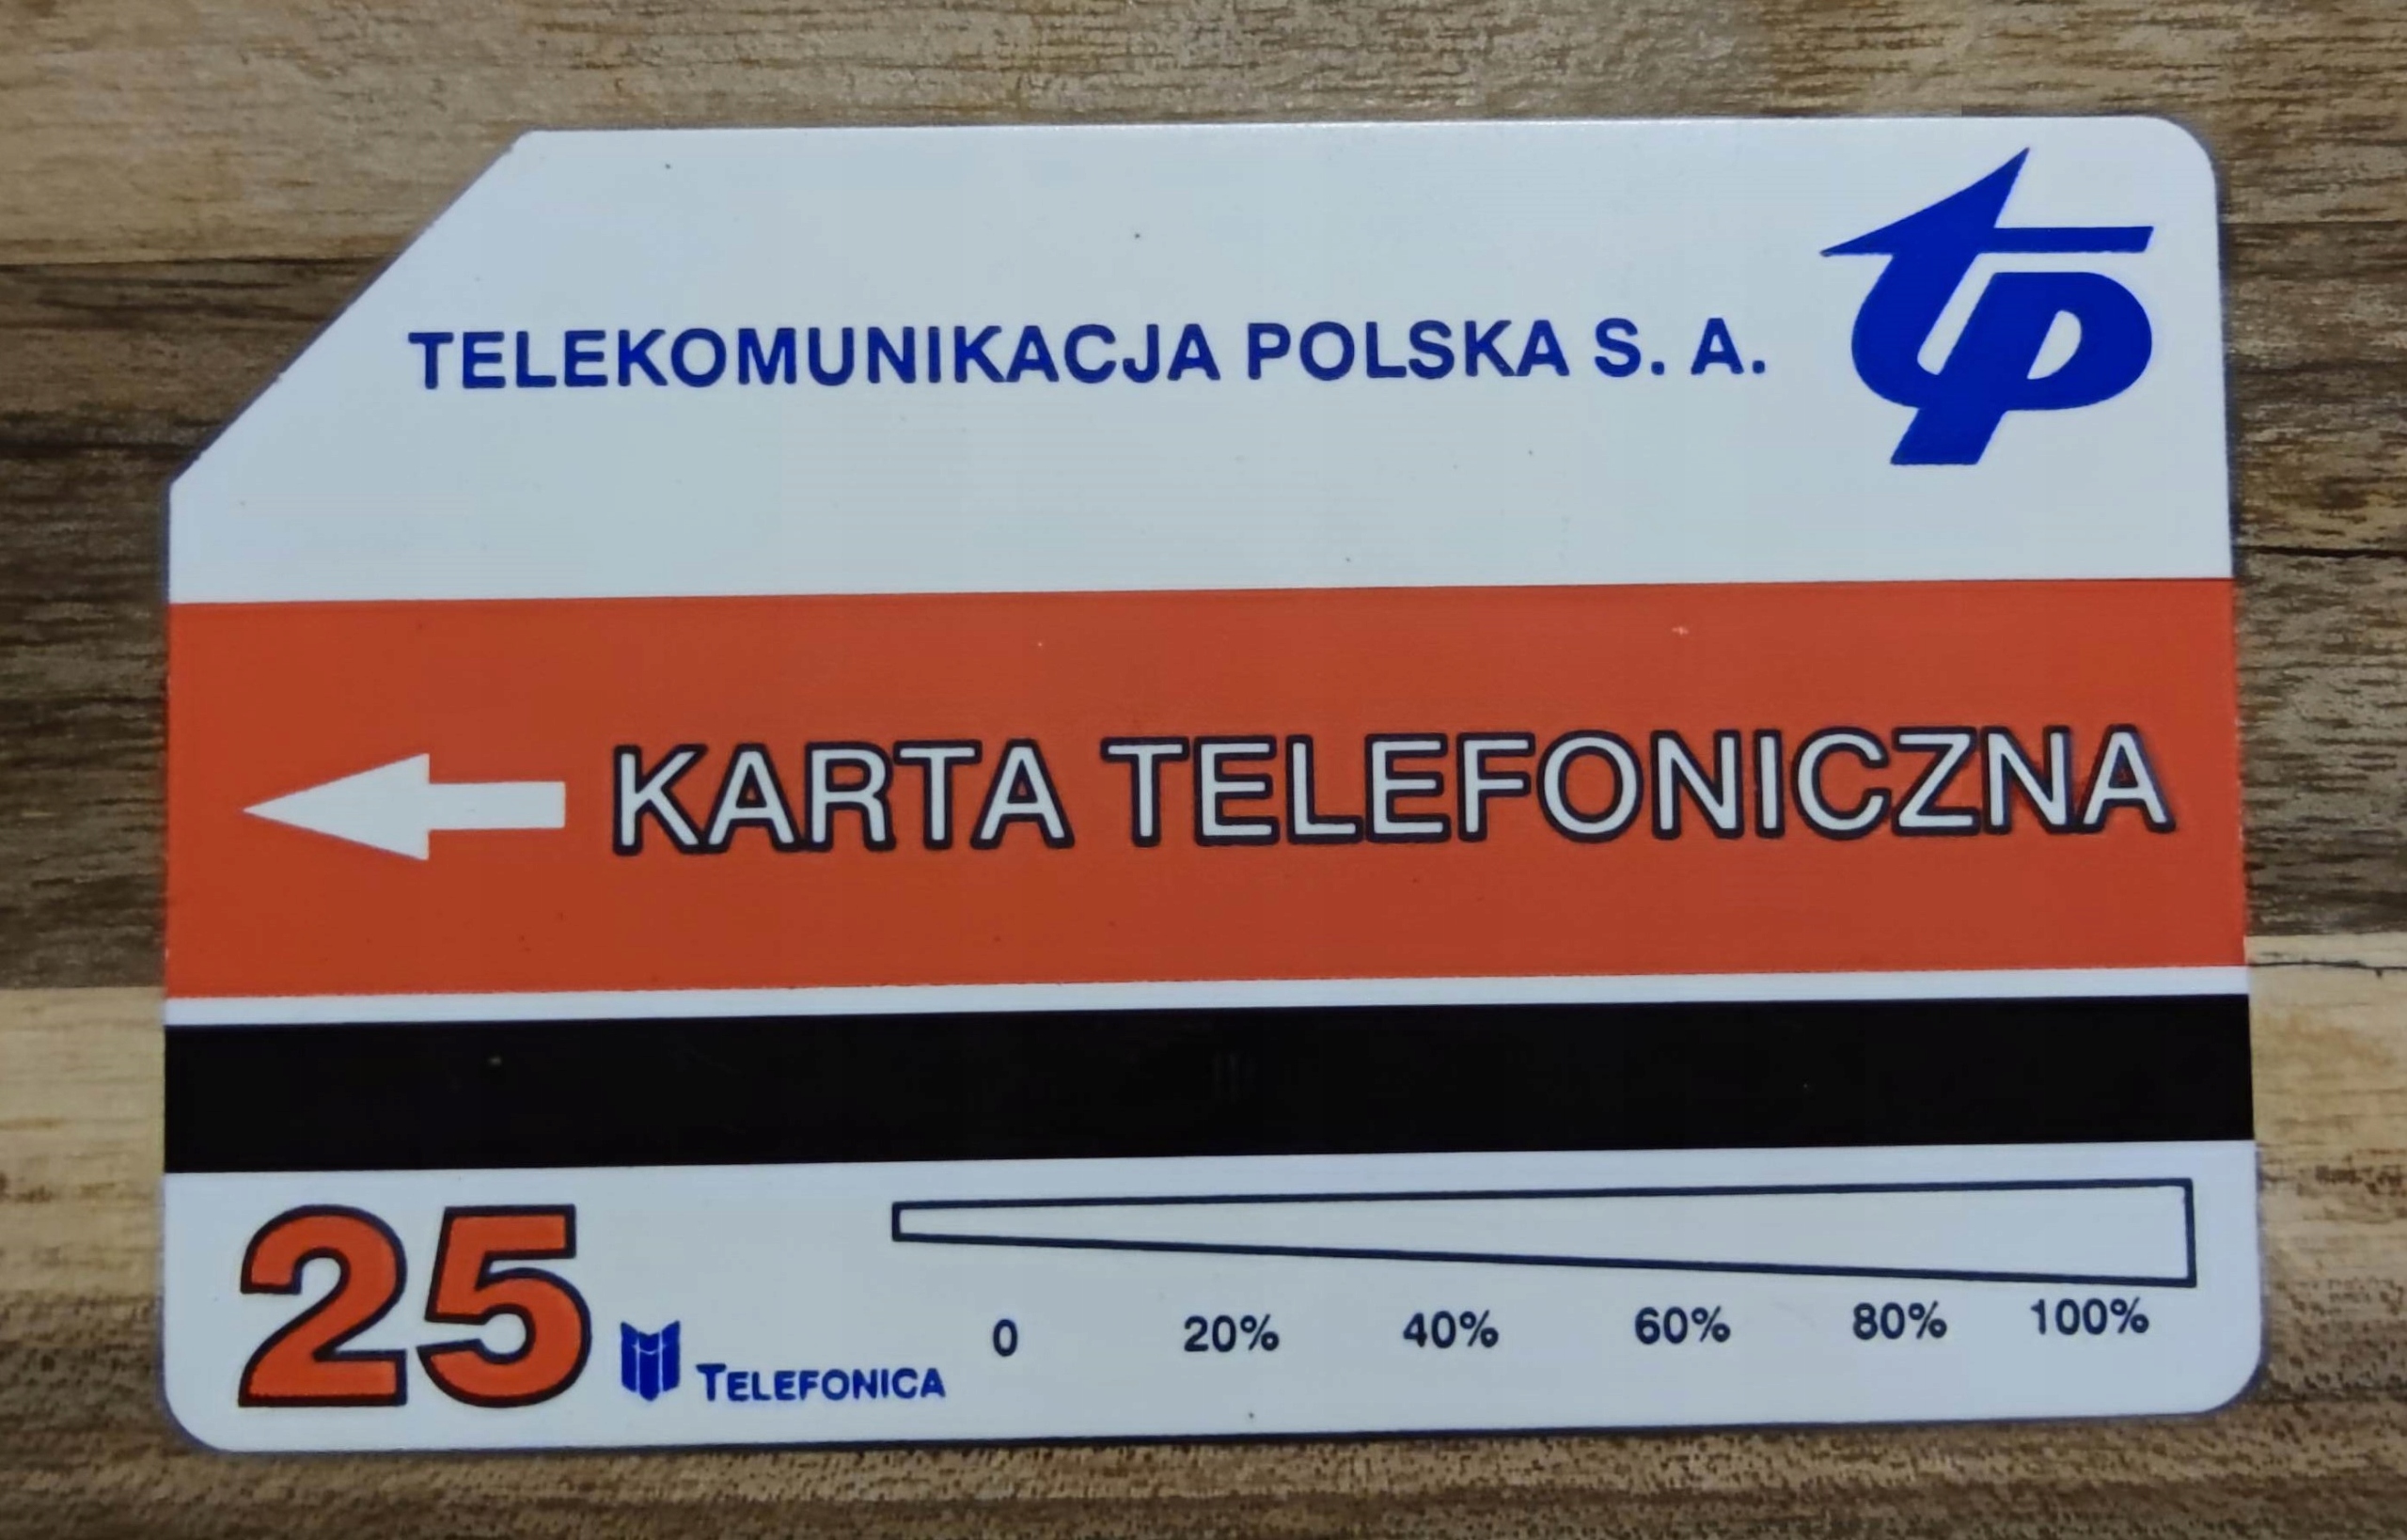 TELEKOMUNIKACJA POLSKA S. A.
tp
KARTA TELEFONICZNA
25
TELEFONICA
0 20% 40% 60% 80% 100%